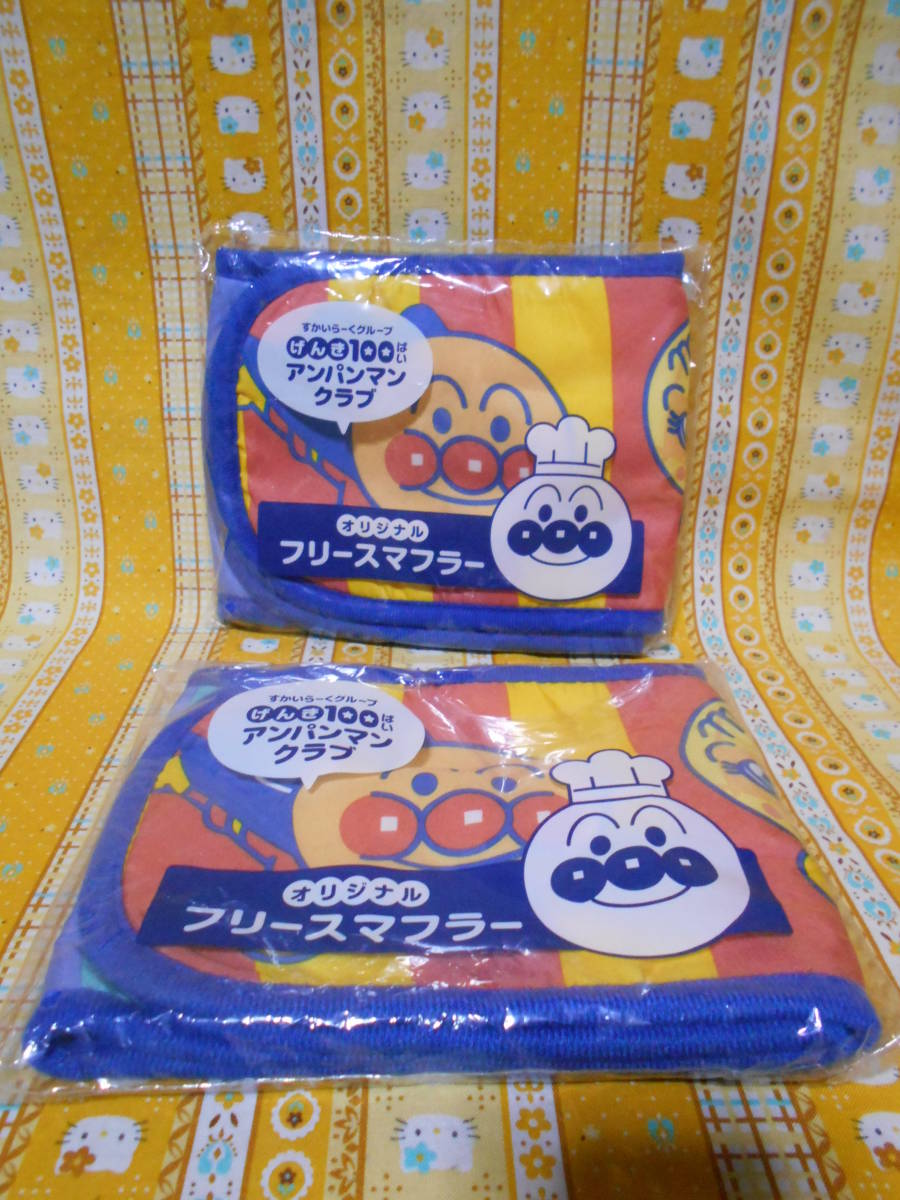 すかいらーくグループ
げんき100ぱい
アンパンマン
クラブ
オリジナル
フリースマフラー
すかいらーくグループ
げんき100ぱい
アンパンマン
クラブ
オリジナル
フリースマフラー